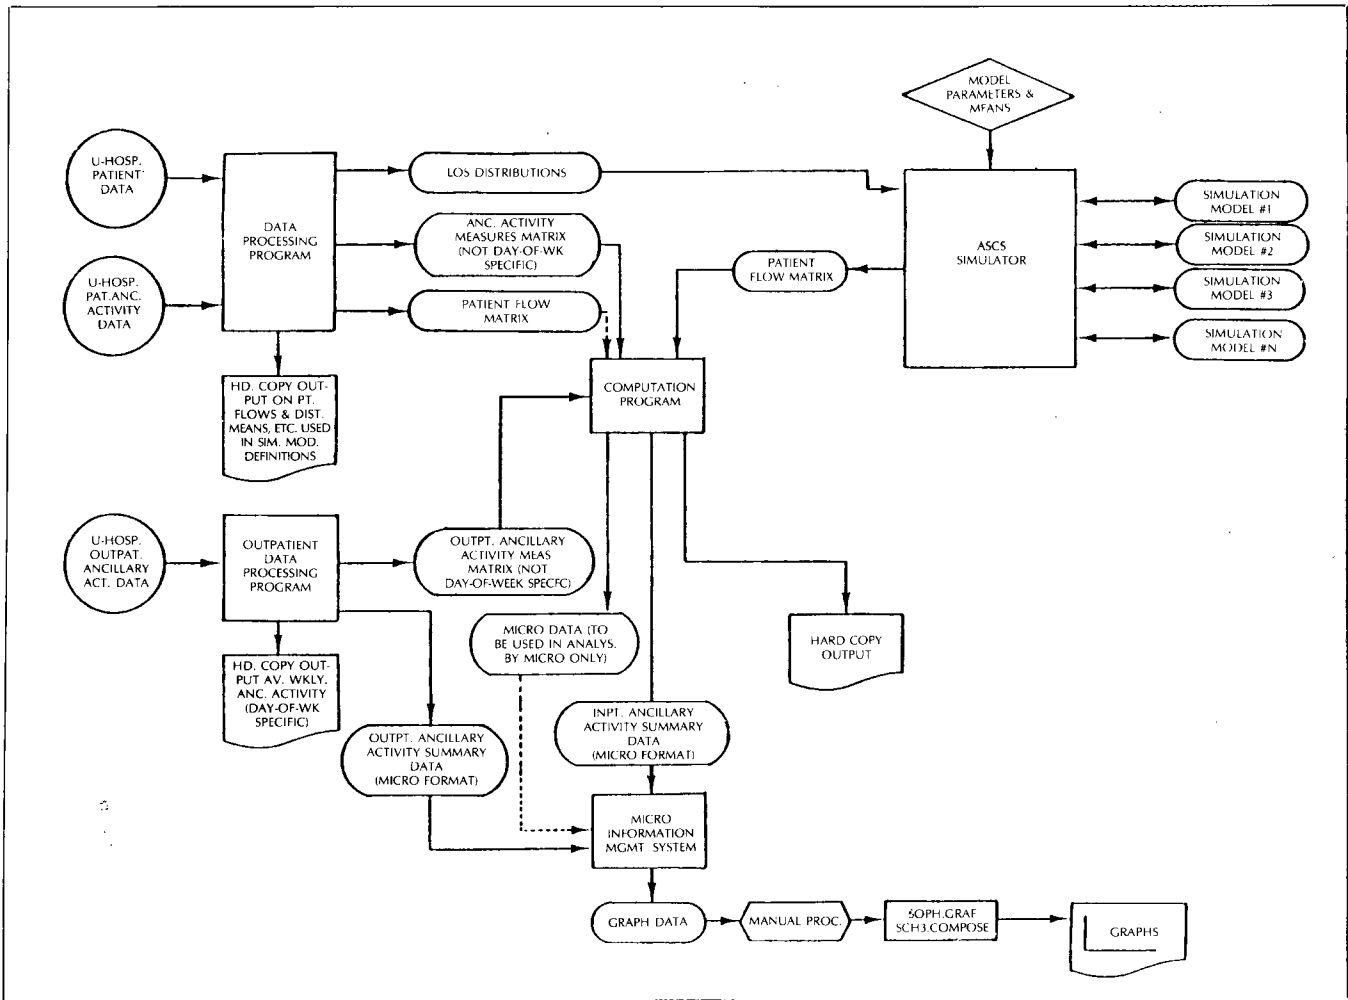 MODEL
PARAMETERS &
MEANS
U-HOSP.
PATIENT
DATA
DATA
PROCESSING
PROGRAM
LOS DISTRIBUTIONS
ANC. ACTIVITY
MEASURES MATRIX
(NOT DAY-OF-WK
SPECIFIC)
PATIENT FLOW
MATRIX
U-HOSP.
PAT.ANC.
ACTIVITY
DATA
PATIENT
FLOW MATRIX
ASCS
SIMULATOR
SIMULATION
MODEL #1
SIMULATION
MODEL #2
SIMULATION
MODEL #3
SIMULATION
MODEL #N
HD. COPY OUT-
PUT ON PT.
FLOWS & DIST.
MEANS, ETC. USED
IN SIM. MOD.
DEFINITIONS
COMPUTATION
PROGRAM
U-HOSP.
OUTPAT.
ANCILLARY
ACT. DATA
OUTPATIENT
DATA
PROCESSING
PROGRAM
OUTPT. ANCILLARY
ACTIVITY MEAS
MATRIX (NOT
DAY-OF-WEEK SPECFC)
MICRO DATA (TO
BE USED IN ANALYS.
BY MICRO ONLY)
HARD COPY
OUTPUT
HD. COPY OUT-
PUT AV. WKLY.
ANC. ACTIVITY
(DAY-OF-WK
SPECIFIC)
OUTPT. ANCILLARY
ACTIVITY SUMMARY
DATA
(MICRO FORMAT)
INPT. ANCILLARY
ACTIVITY SUMMARY
DATA
(MICRO FORMAT)
MICRO
INFORMATION
MGMT SYSTEM
GRAPH DATA
MANUAL PROC.
SOPH.GRAF
SCH3.COMPOSE
GRAPHS